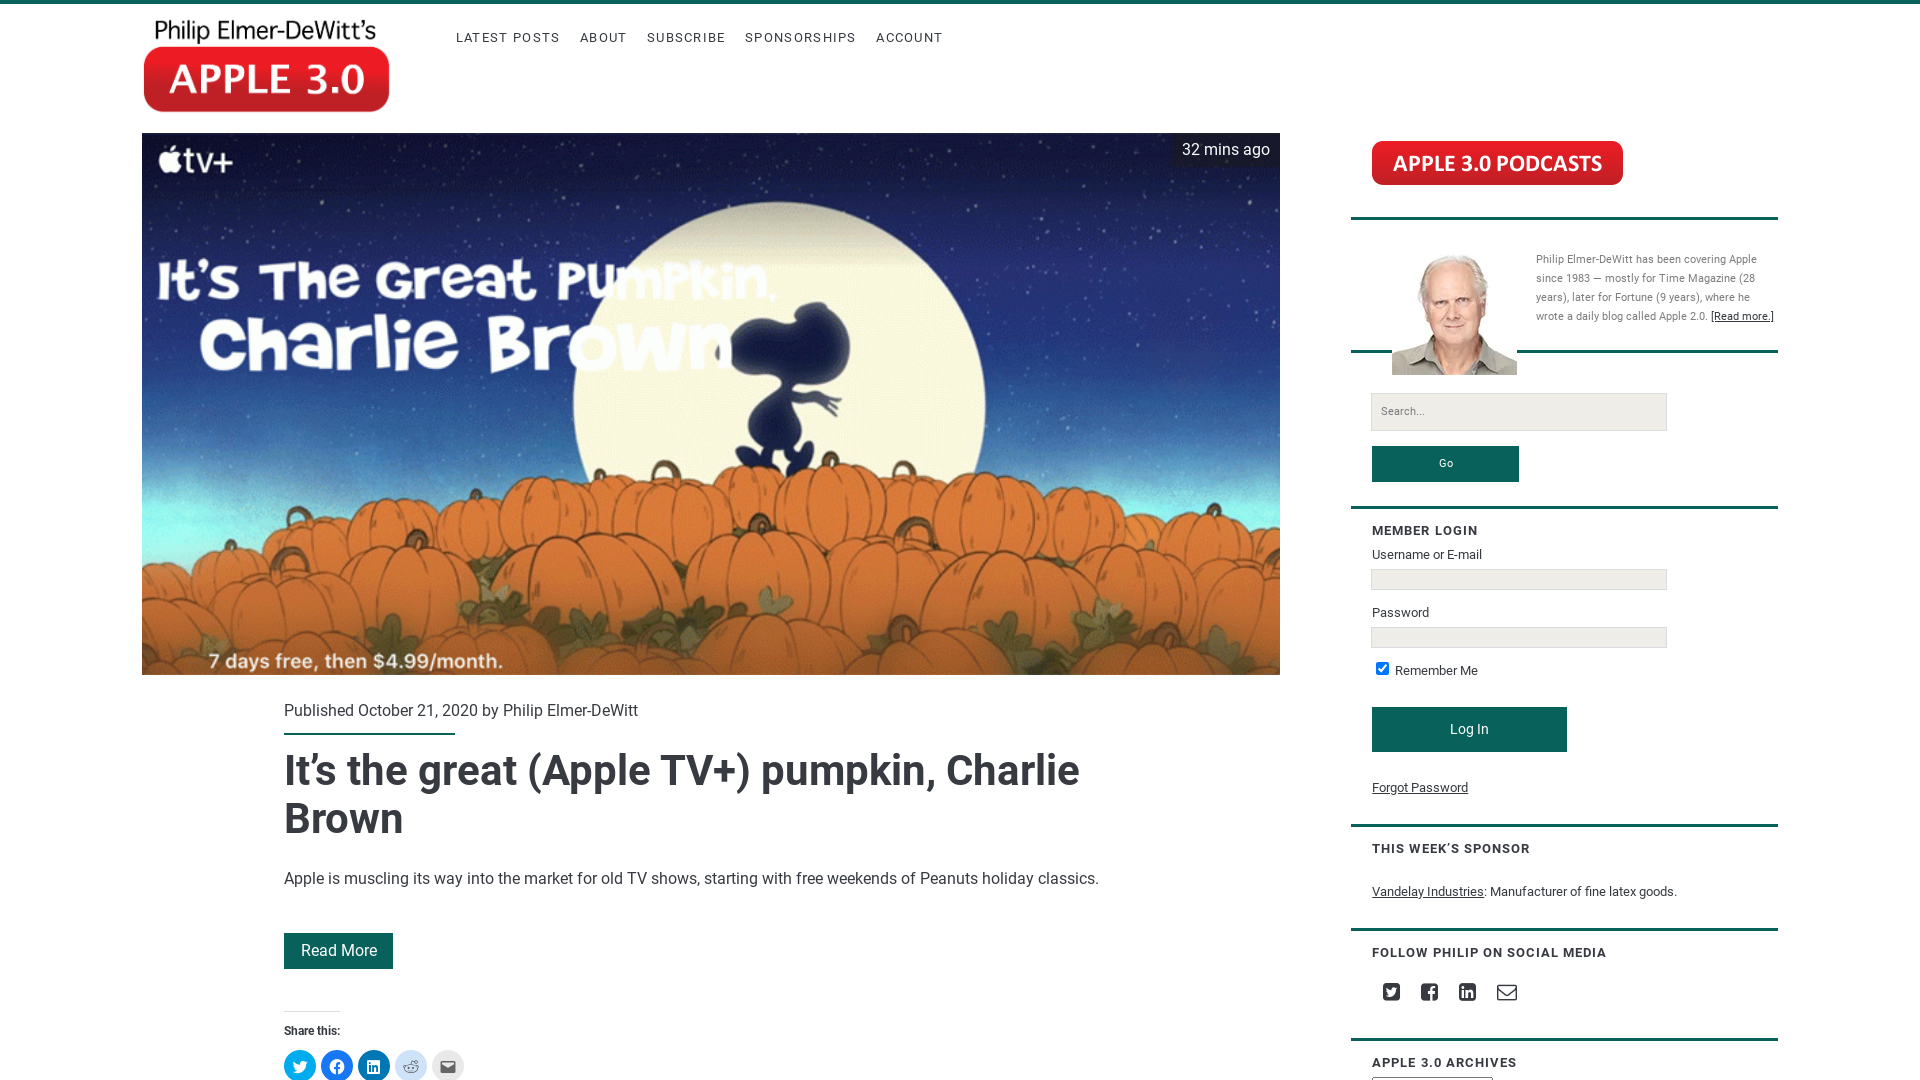 Philip Elmer-DeWitt's
APPLE 3.0
LATEST POSTS
ABOUT
SUBSCRIBE
SPONSORSHIPS
ACCOUNT
tv+
32 mins ago
It's The Great Pumpkin,
Charlie Brown
7 days free, then $4.99/month.
Published October 21, 2020 by Philip Elmer-DeWitt
It’s the great (Apple TV+) pumpkin, Charlie
Brown
Apple is muscling its way into the market for old TV shows, starting with free weekends of Peanuts holiday classics.
Read More
Share this:
APPLE 3.0 PODCASTS
Philip Elmer-DeWitt has been covering Apple
since 1983 — mostly for Time Magazine (28
years), later for Fortune (9 years), where he
wrote a daily blog called Apple 2.0. [Read more.]
Search...
Go
MEMBER LOGIN
Username or E-mail
Password
Remember Me
Log In
Forgot Password
THIS WEEK’S SPONSOR
Vandelay Industries: Manufacturer of fine latex goods.
FOLLOW PHILIP ON SOCIAL MEDIA
APPLE 3.0 ARCHIVES